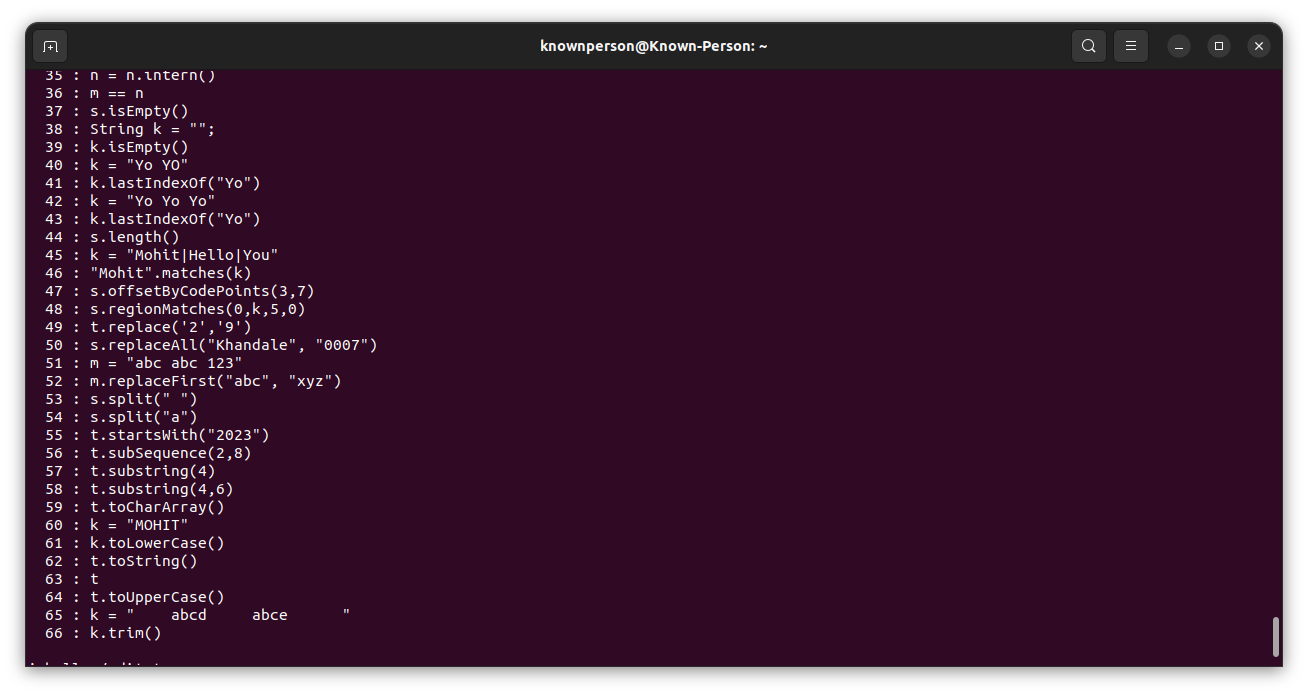 knownperson@Known-Person: ~
35 : n = n.intern()
36 : m == n
37 : s.isEmpty()
38 : String k = "";
39 : k.isEmpty()
40 : k = "Yo YO"
41 : k.lastIndexOf("Yo")
42 : k = "Yo Yo Yo"
43 : k.lastIndexOf("Yo")
44 : s.length()
45 : k = "Mohit|Hello|You"
46 : "Mohit".matches(k)
47 : s.offsetByCodePoints(3,7)
48 : s.regionMatches(0,k,5,0)
49 : t.replace('2','9')
50 : s.replaceAll("Khandale", "0007")
51 : m = "abc abc 123"
52 : m.replaceFirst("abc", "xyz")
53 : s.split(" ")
54 : s.split("a")
55 : t.startsWith("2023")
56 : t.subSequence(2,8)
57 : t.substring(4)
58 : t.substring(4,6)
59 : t.toCharArray()
60 : k = "MOHIT"
61 : k.toLowerCase()
62 : t.toString()
63 : t
64 : t.toUpperCase()
65 : k = "    abcd     abce      "
66 : k.trim()